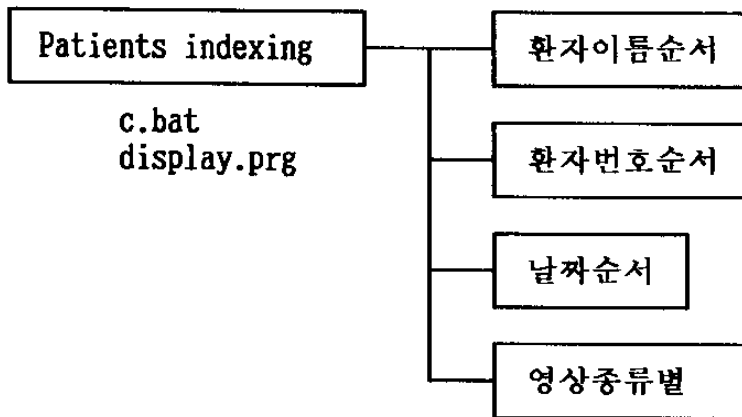 Patients indexing
c.bat
display.prg
환자이름순서
환자번호순서
날짜순서
영상종류별